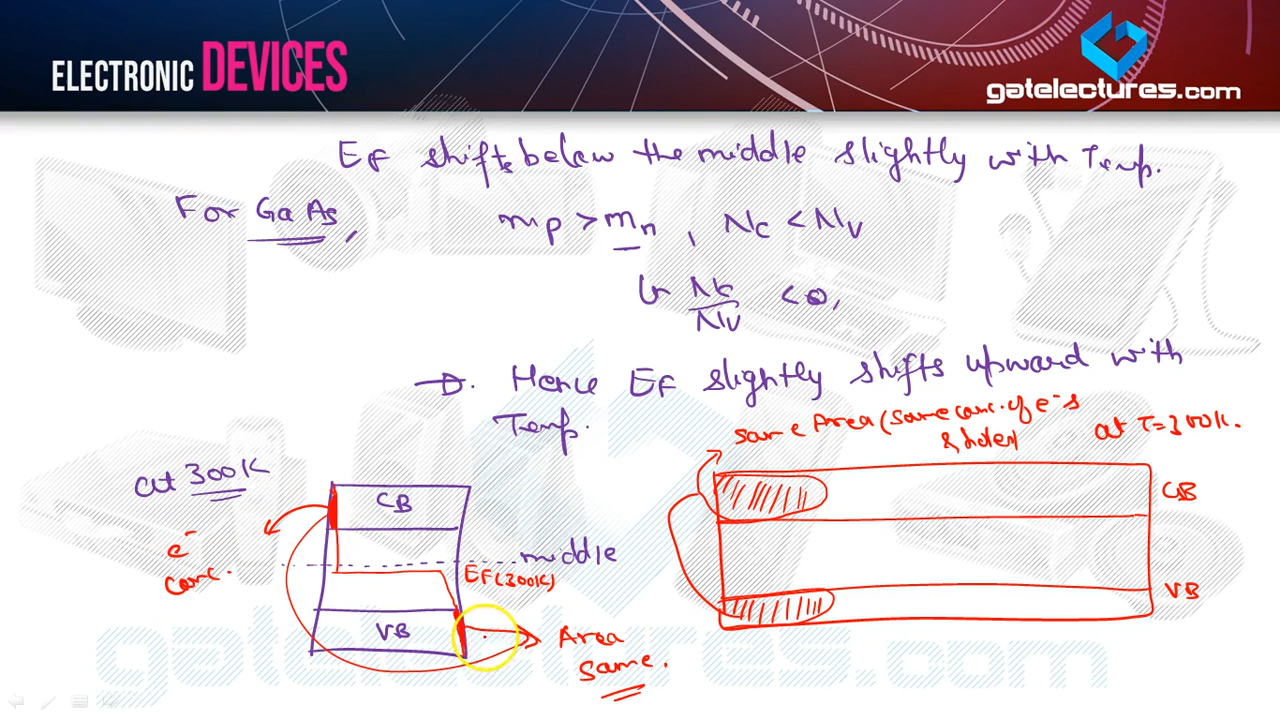 ELECTRONIC DEVICES
gatelectures.com
EF shifts below the middle slightly with Temp.
For GaAs,
mp > mn, Nc < Nv
ln Nc/Nv < 0,
Hence EF slightly shifts upward with
Temp.
same Area (same conc. of e-s
& holes)
at T=300K.
at 300K
CB
CB
e-
conc.
middle
EF(300K)
VB
VB
Area
same.
gatelectures.com